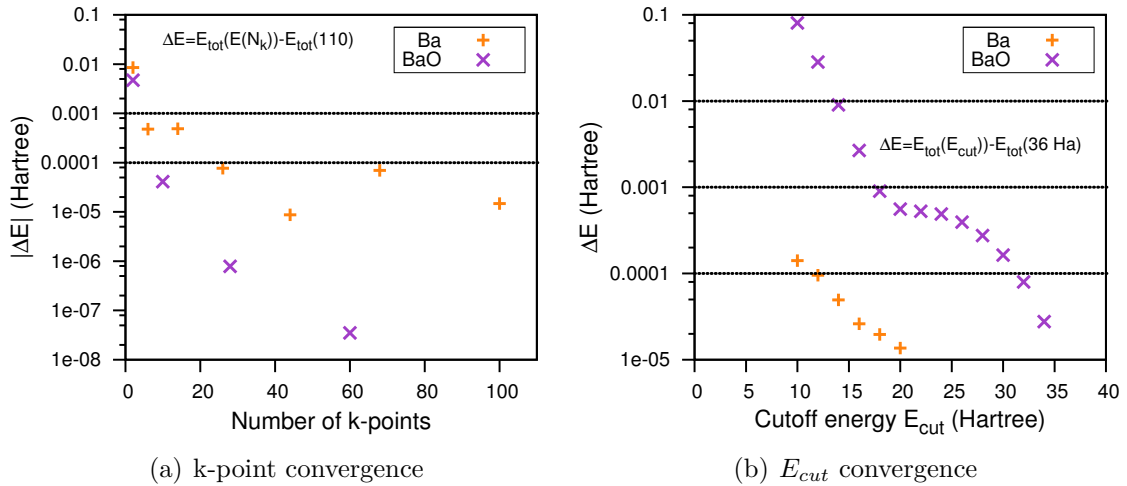 ΔE=E_tot(E(N_k))-E_tot(110)
Ba
BaO
0.1
0.01
0.001
0.0001
1e-05
1e-06
1e-07
1e-08
|ΔE| (Hartree)
0 20 40 60 80 100
Number of k-points
(a) k-point convergence
Ba
BaO
ΔE=E_tot(E_cut))-E_tot(36 Ha)
0.1
0.01
0.001
0.0001
1e-05
ΔE (Hartree)
0 5 10 15 20 25 30 35 40
Cutoff energy E_cut (Hartree)
(b) E_cut convergence